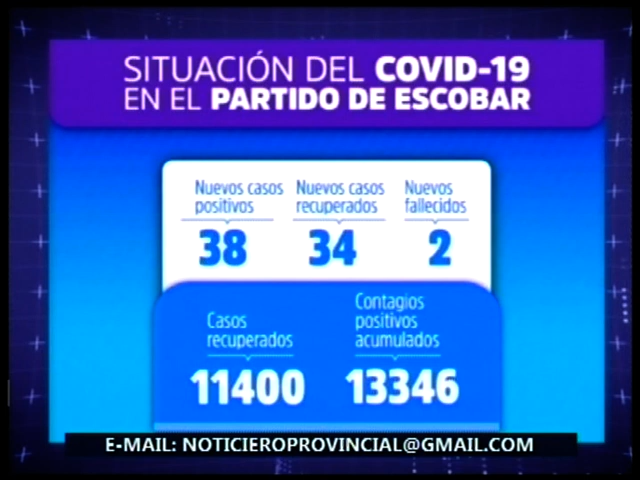 SITUACIÓN DEL COVID-19
EN EL PARTIDO DE ESCOBAR
Nuevos casos
positivos
38
Nuevos casos
recuperados
34
Nuevos
fallecidos
2
Casos
recuperados
11400
Contagios
positivos
acumulados
13346
E-MAIL: NOTICIEROPROVINCIAL@GMAIL.COM